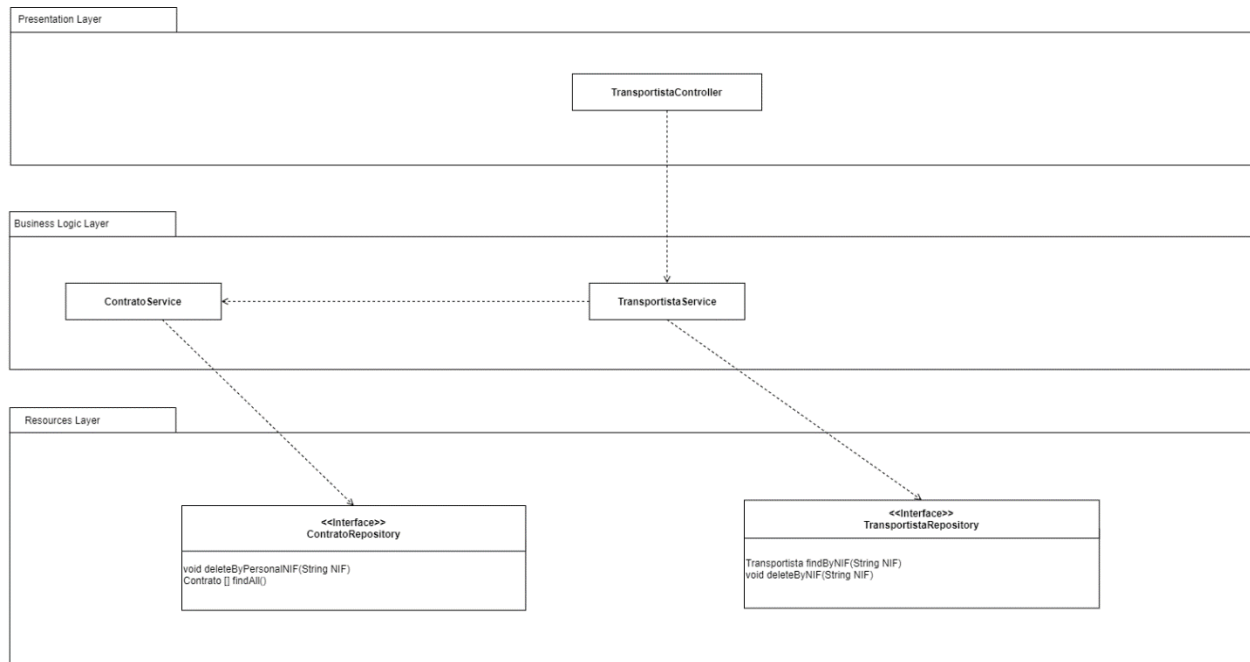 Presentation Layer
TransportistaController
Business Logic Layer
ContratoService
TransportistaService
Resources Layer
<<Interface>>
ContratoRepository
void deleteByPersonalNIF(String NIF)
Contrato [] findAll()
<<Interface>>
TransportistaRepository
Transportista findByNIF(String NIF)
void deleteByNIF(String NIF)